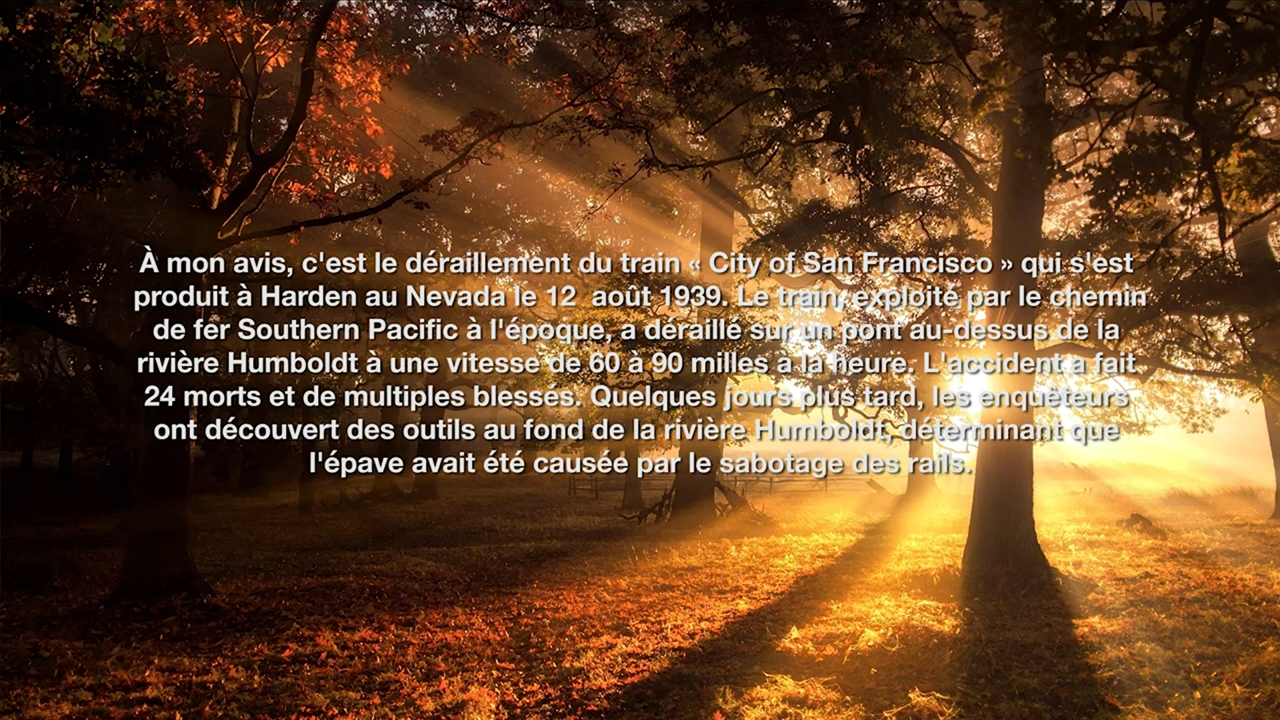 À mon avis, c'est le déraillement du train « City of San Francisco » qui s'est
produit à Harden au Nevada le 12  août 1939. Le train, exploité par le chemin
de fer Southern Pacific à l'époque, a déraillé sur un pont au-dessus de la
rivière Humboldt à une vitesse de 60 à 90 milles à la heure. L'accident a fait
24 morts et de multiples blessés. Quelques jours plus tard, les enquêteurs
ont découvert des outils au fond de la rivière Humboldt, déterminant que
l'épave avait été causée par le sabotage des rails.